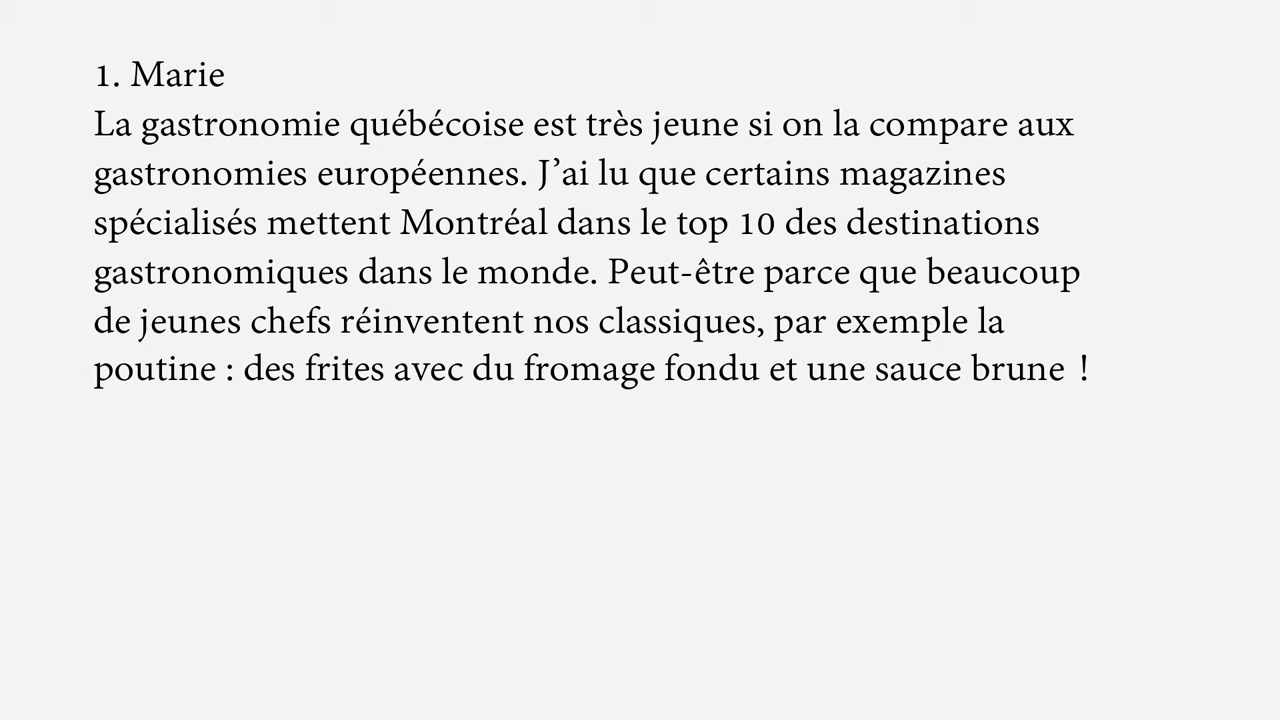 1. Marie
La gastronomie québécoise est très jeune si on la compare aux
gastronomies européennes. J’ai lu que certains magazines
spécialisés mettent Montréal dans le top 10 des destinations
gastronomiques dans le monde. Peut-être parce que beaucoup
de jeunes chefs réinventent nos classiques, par exemple la
poutine : des frites avec du fromage fondu et une sauce brune !